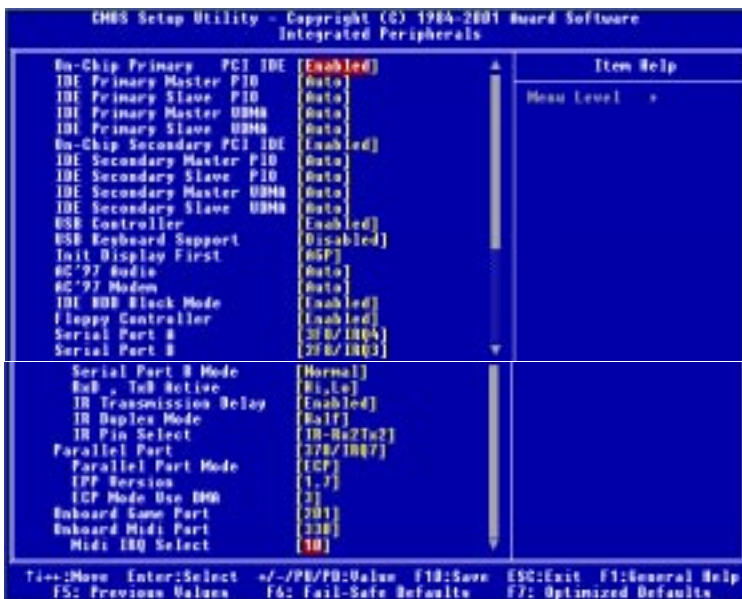 CMOS Setup Utility - Copyright (C) 1984-2001 Award Software
Integrated Peripherals
On-Chip Primary PCI IDE [Enabled]
IDE Primary Master PIO [Auto]
IDE Primary Slave PIO [Auto]
IDE Primary Master UDMA [Auto]
IDE Primary Slave UDMA [Auto]
On-Chip Secondary PCI IDE [Enabled]
IDE Secondary Master PIO [Auto]
IDE Secondary Slave PIO [Auto]
IDE Secondary Master UDMA [Auto]
IDE Secondary Slave UDMA [Auto]
USB Controller [Enabled]
USB Keyboard Support [Disabled]
Init Display First [AGP]
AC'97 Audio [Auto]
AC'97 Modem [Auto]
IDE HDD Block Mode [Enabled]
Floppy Controller [Enabled]
Serial Port A [3F8/IRQ4]
Serial Port B [2F8/IRQ3]
Serial Port B Mode [Normal]
RxD , TxD Active [Hi,Lo]
IR Transmission Delay [Enabled]
IR Duplex Mode [Half]
IR Pin Select [IR-Rx2Tx2]
Parallel Port [378/IRQ7]
Parallel Port Mode [ECP]
EPP Version [1.7]
ECP Mode Use DMA [3]
Onboard Game Port [201]
Onboard Midi Port [330]
Midi IRQ Select [10]
Item Help
Menu Level ▸
↑↓→←:Move Enter:Select +/-/PU/PD:Value F10:Save ESC:Exit F1:General Help
F5: Previous Values F6: Fail-Safe Defaults F7: Optimized Defaults